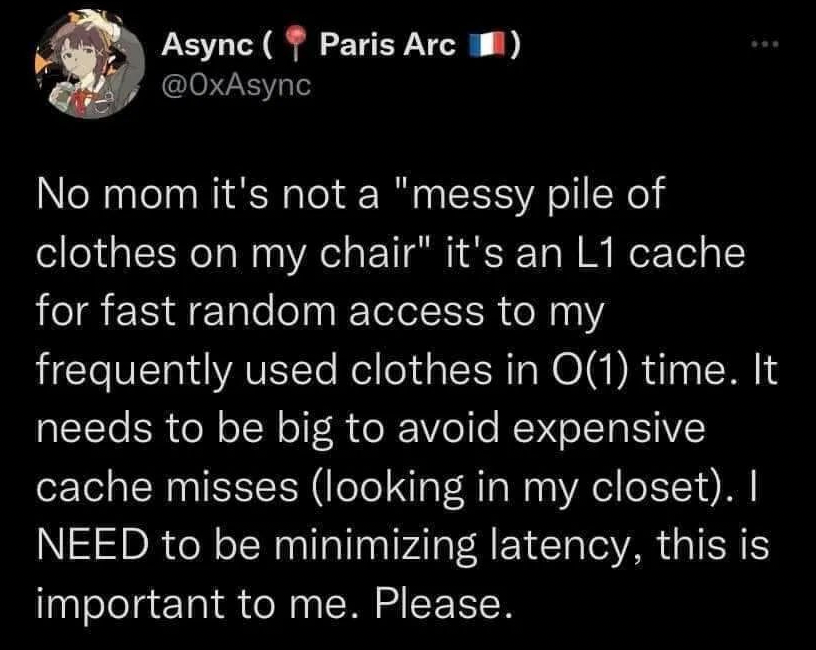 Async (📍 Paris Arc 🇫🇷)
@0xAsync
No mom it's not a "messy pile of
clothes on my chair" it's an L1 cache
for fast random access to my
frequently used clothes in O(1) time. It
needs to be big to avoid expensive
cache misses (looking in my closet). I
NEED to be minimizing latency, this is
important to me. Please.